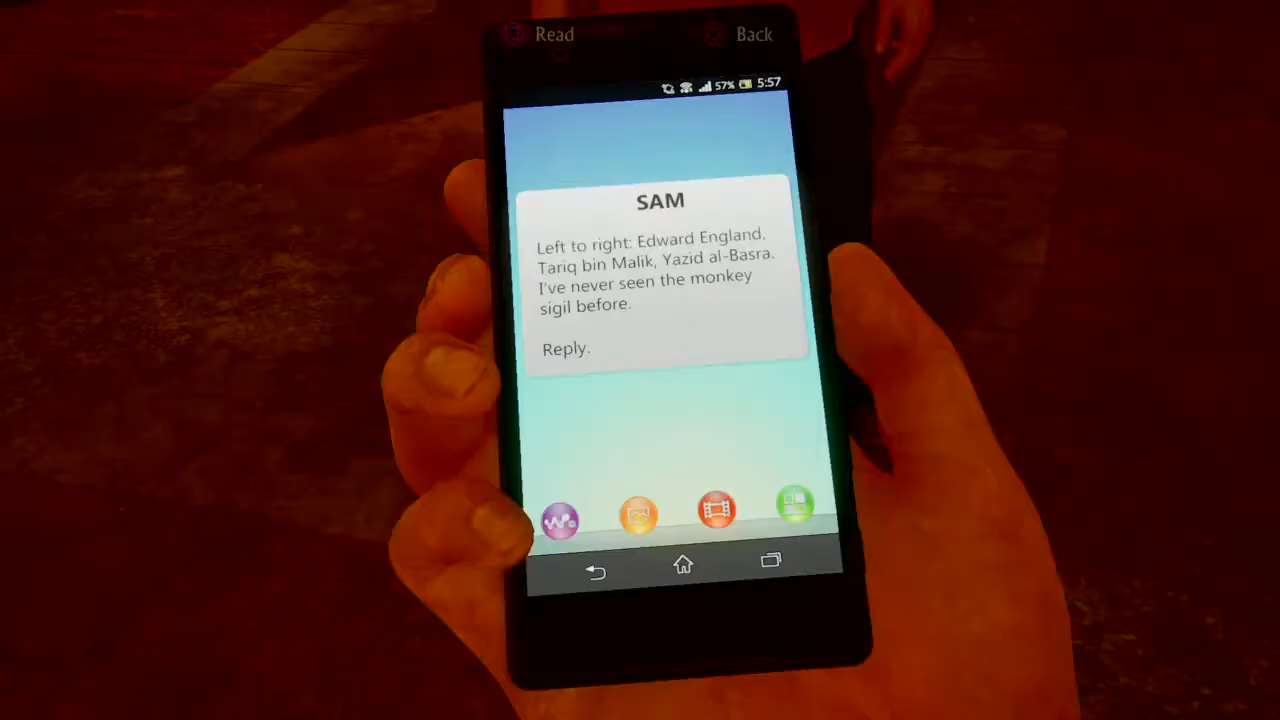 Read Back
57% 5:57
SAM
Left to right: Edward England,
Tariq bin Malik, Yazid al-Basra.
I've never seen the monkey
sigil before.
Reply.